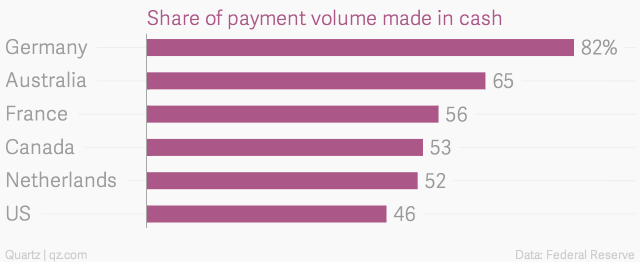 Share of payment volume made in cash
Germany 82%
Australia 65
France 56
Canada 53
Netherlands 52
US 46
Quartz | qz.com Data: Federal Reserve